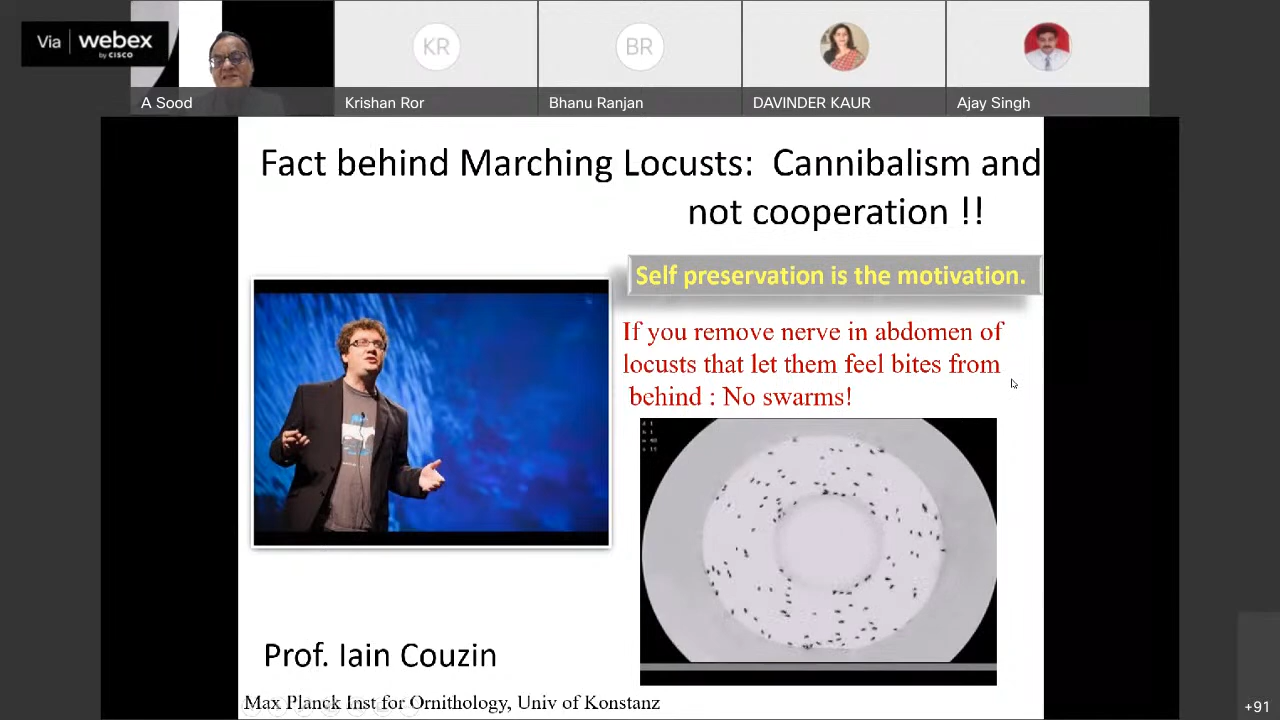 Via webex
by CISCO
KR
BR
A Sood
Krishan Ror
Bhanu Ranjan
DAVINDER KAUR
Ajay Singh
Fact behind Marching Locusts: Cannibalism and
not cooperation !!
Self preservation is the motivation.
If you remove nerve in abdomen of
locusts that let them feel bites from
behind : No swarms!
Prof. Iain Couzin
Max Planck Inst for Ornithology, Univ of Konstanz
+91